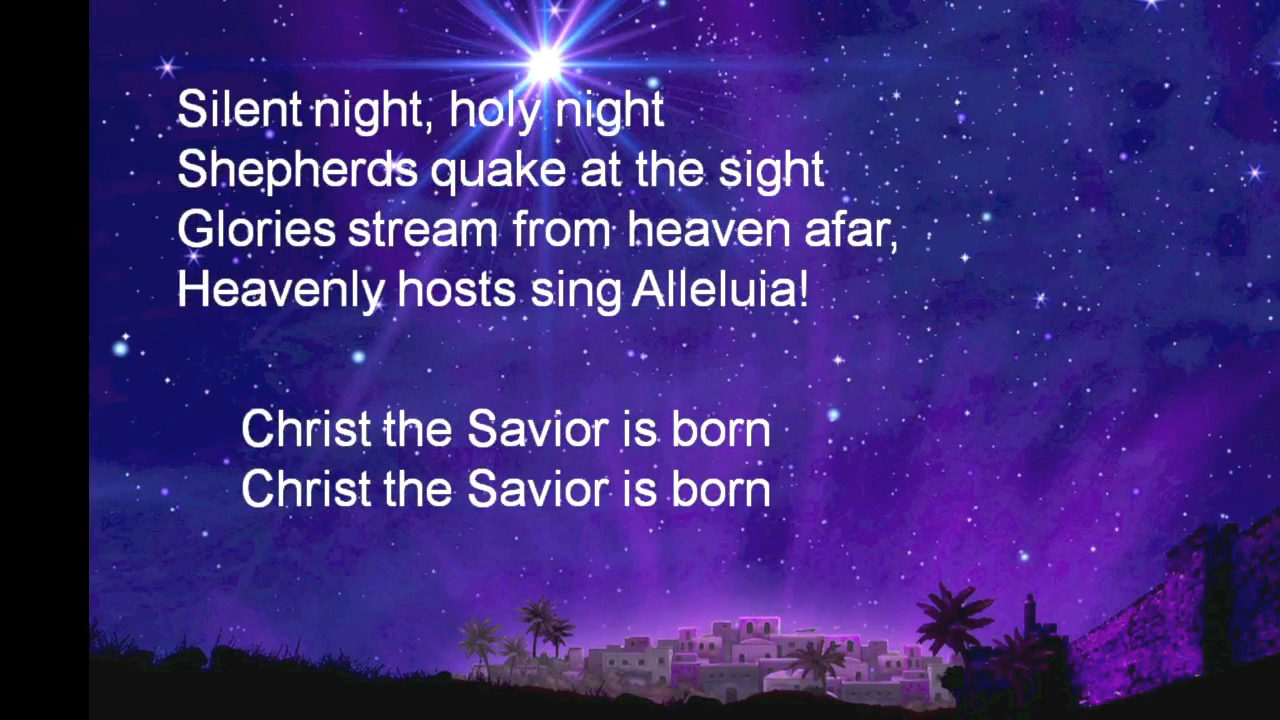 Silent night, holy night
Shepherds quake at the sight
Glories stream from heaven afar,
Heavenly hosts sing Alleluia!
Christ the Savior is born
Christ the Savior is born